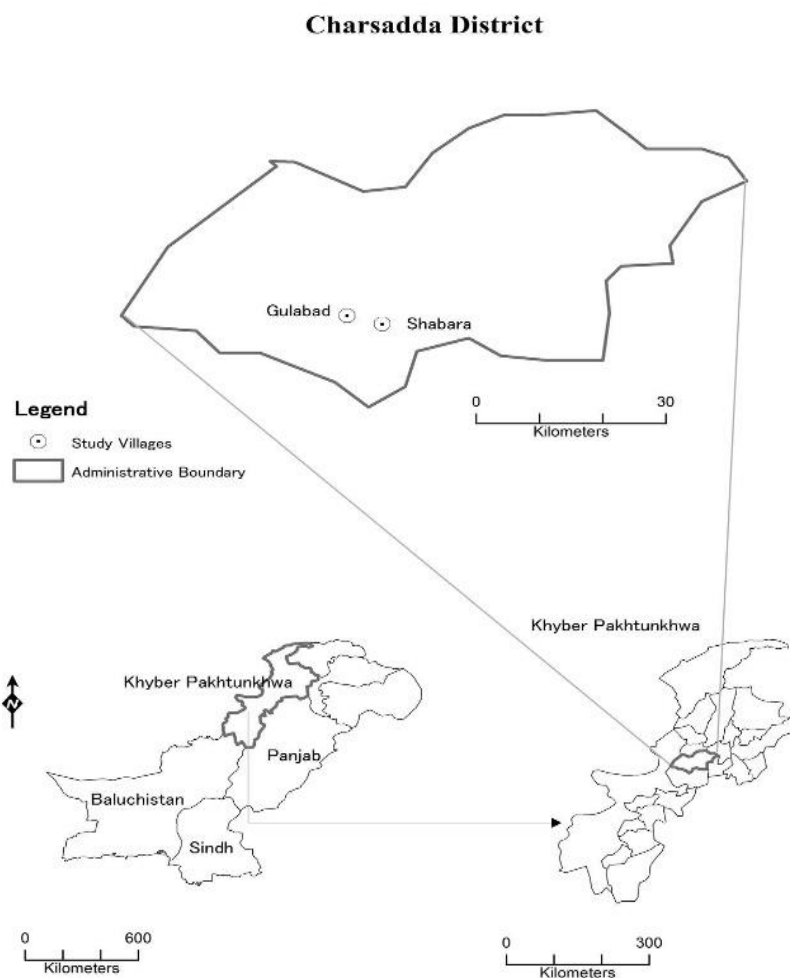 Charsadda District
Gulabad
Shabara
0 30
Kilometers
Legend
Study Villages
Administrative Boundary
Khyber Pakhtunkhwa
Khyber Pakhtunkhwa
N
Panjab
Baluchistan
Sindh
0 600
Kilometers
0 300
Kilometers